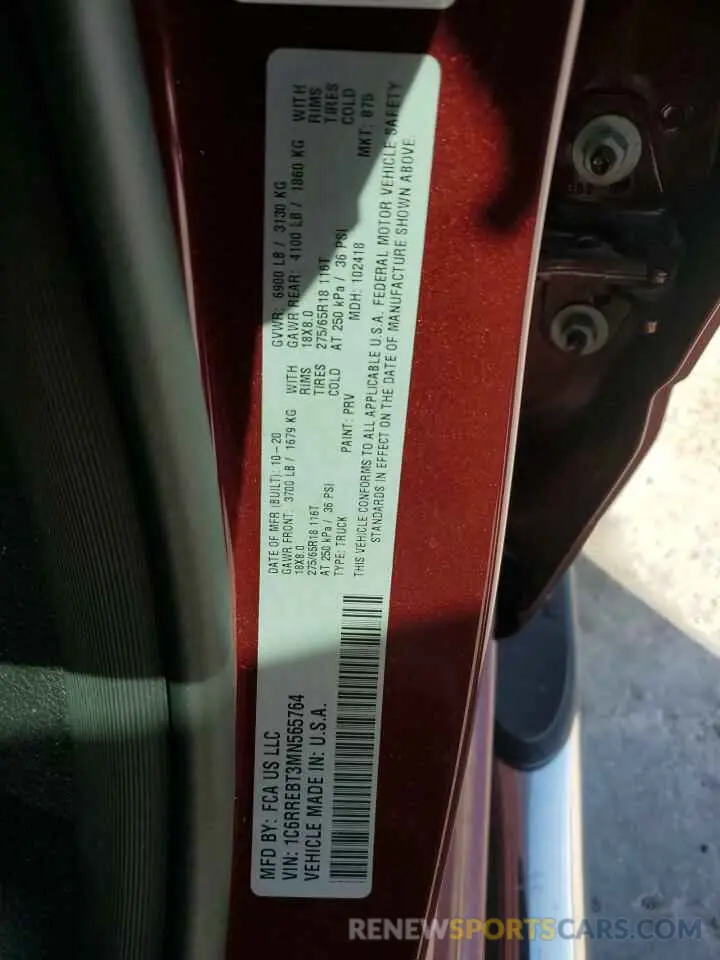 MFD BY: FCA US LLC
VIN: 1C6RREBT3MN565764
VEHICLE MADE IN: U.S.A.
DATE OF MFR (BUILT): 10-20 GVWR: 6900 LB / 3130 KG
GAWR FRONT: 3700 LB / 1679 KG WITH GAWR REAR: 4100 LB / 1860 KG WITH
18X8.0 RIMS 18X8.0 RIMS
275/65R18 116T TIRES 275/65R18 116T TIRES
AT 250 kPa / 36 PSI COLD AT 250 kPa / 36 PSI COLD
TYPE: TRUCK PAINT: PRV MDH: 102418 MKT: B7B
THIS VEHICLE CONFORMS TO ALL APPLICABLE U.S.A. FEDERAL MOTOR VEHICLE SAFETY
STANDARDS IN EFFECT ON THE DATE OF MANUFACTURE SHOWN ABOVE.
RENEWSPORTSCARS.COM